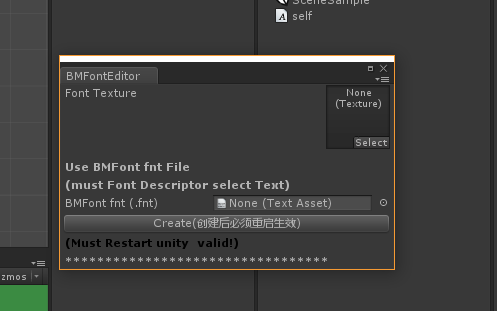 SceneSample
self
BMFontEditor
Font Texture
None
(Texture)
Select
Use BMFont fnt File
(must Font Descriptor select Text)
BMFont fnt (.fnt)
None (Text Asset)
Create(创建后必须重启生效)
(Must Restart unity  valid!)
*********************************
zmos